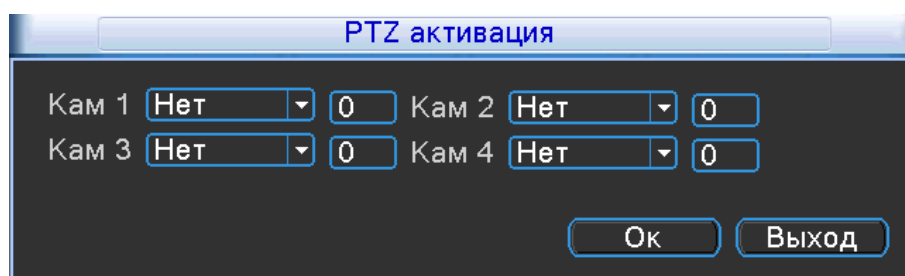 PTZ активация
Кам 1 Нет 0 Кам 2 Нет 0
Кам 3 Нет 0 Кам 4 Нет 0
Ок Выход